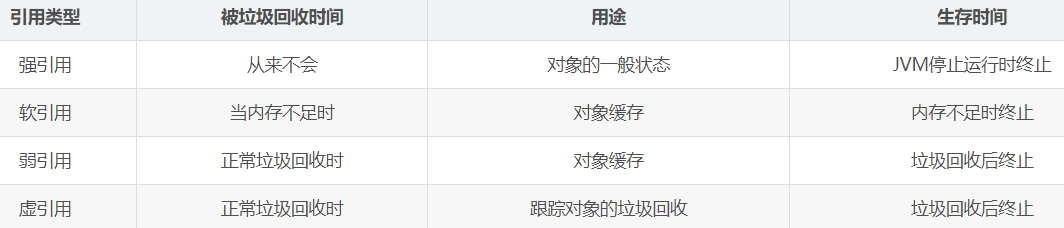 引用类型 被垃圾回收时间 用途 生存时间
强引用 从来不会 对象的一般状态 JVM停止运行时终止
软引用 当内存不足时 对象缓存 内存不足时终止
弱引用 正常垃圾回收时 对象缓存 垃圾回收后终止
虚引用 正常垃圾回收时 跟踪对象的垃圾回收 垃圾回收后终止